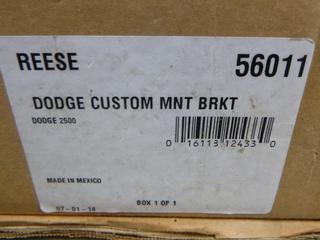 REESE 56011
DODGE CUSTOM MNT BRKT
DODGE 2500
0 16113 12433 0
MADE IN MEXICO
07-01-14 BOX 1 OF 1